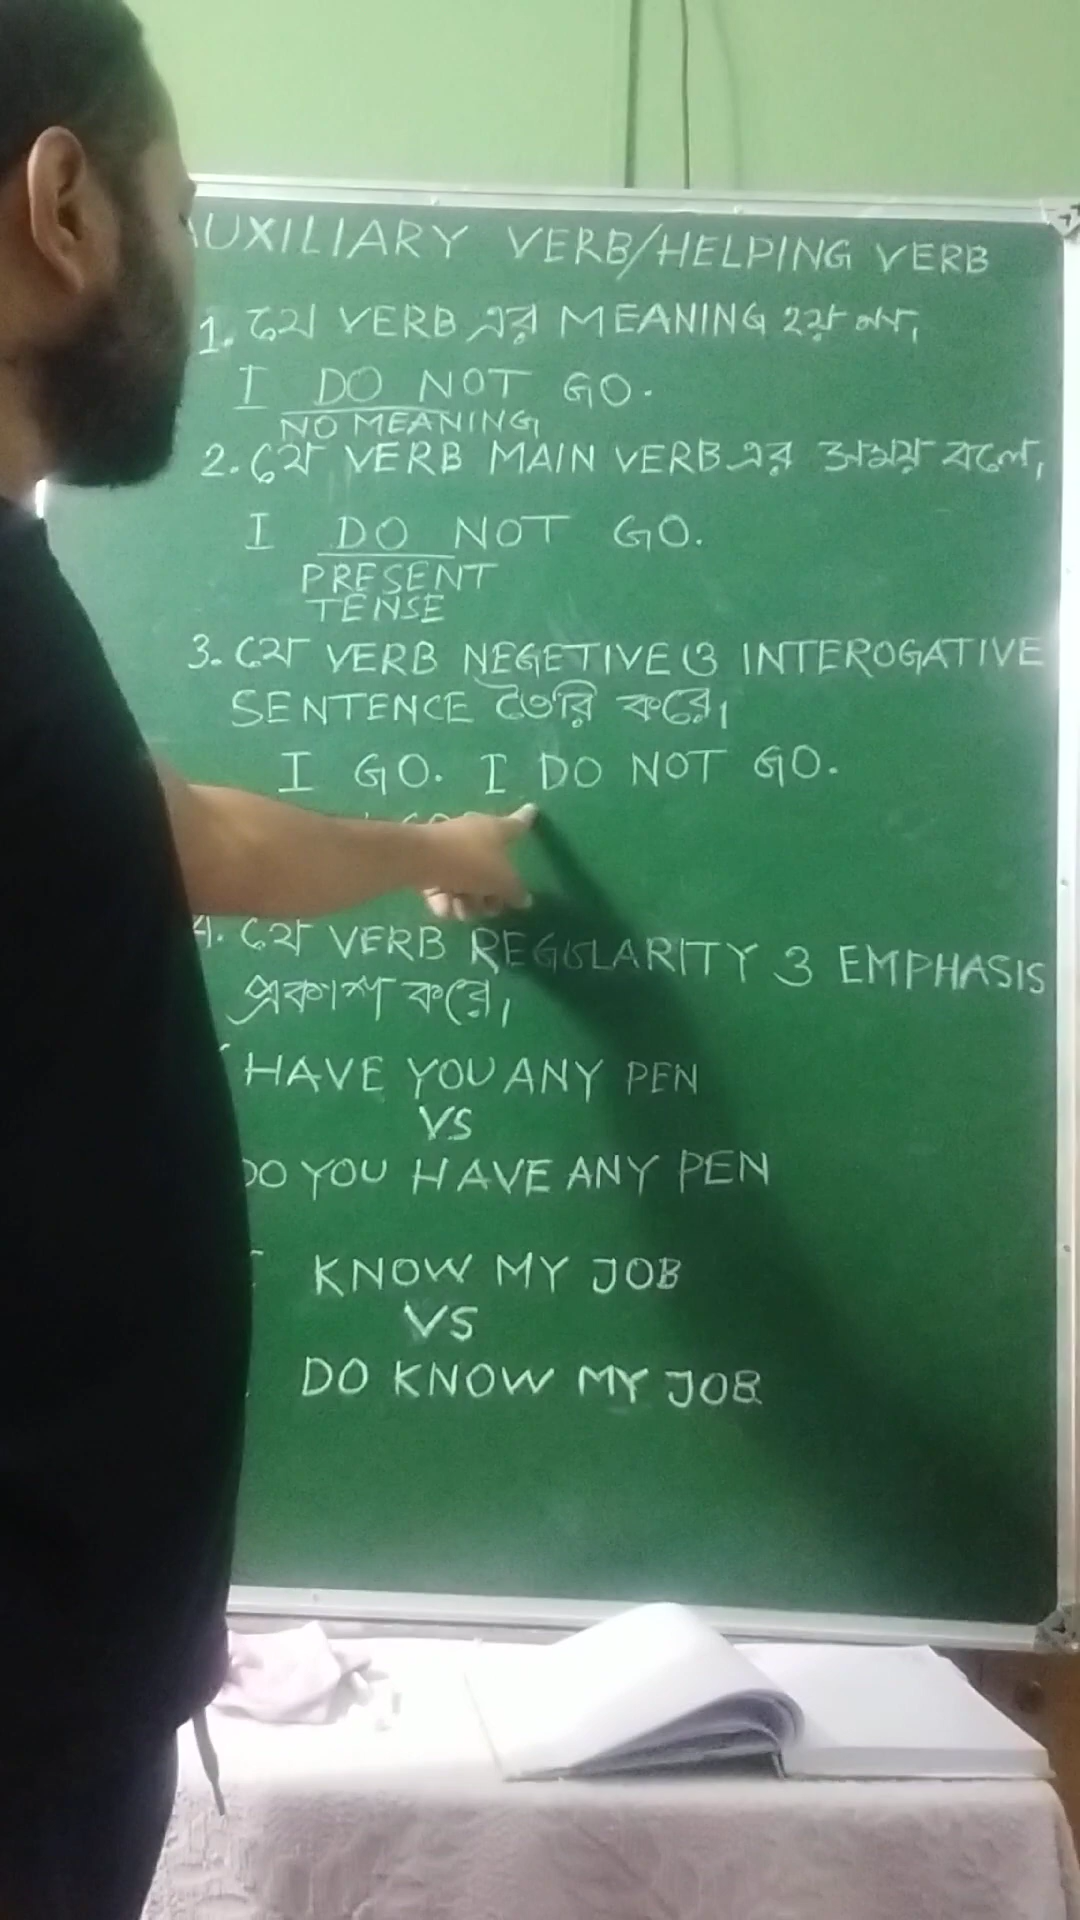 AUXILIARY VERB/HELPING VERB
1. যে VERB এর MEANING হয় না,
I DO NOT GO.
NO MEANING
2. যে VERB MAIN VERB এর সময় বলে,
I DO NOT GO.
PRESENT
TENSE
3. যে VERB NEGETIVE ও INTEROGATIVE
SENTENCE তৈরি করে,
I GO. I DO NOT GO.
4. যে VERB REGULARITY ও EMPHASIS
প্রকাশ করে,
HAVE YOU ANY PEN
VS
DO YOU HAVE ANY PEN
KNOW MY JOB
VS
DO KNOW MY JOB